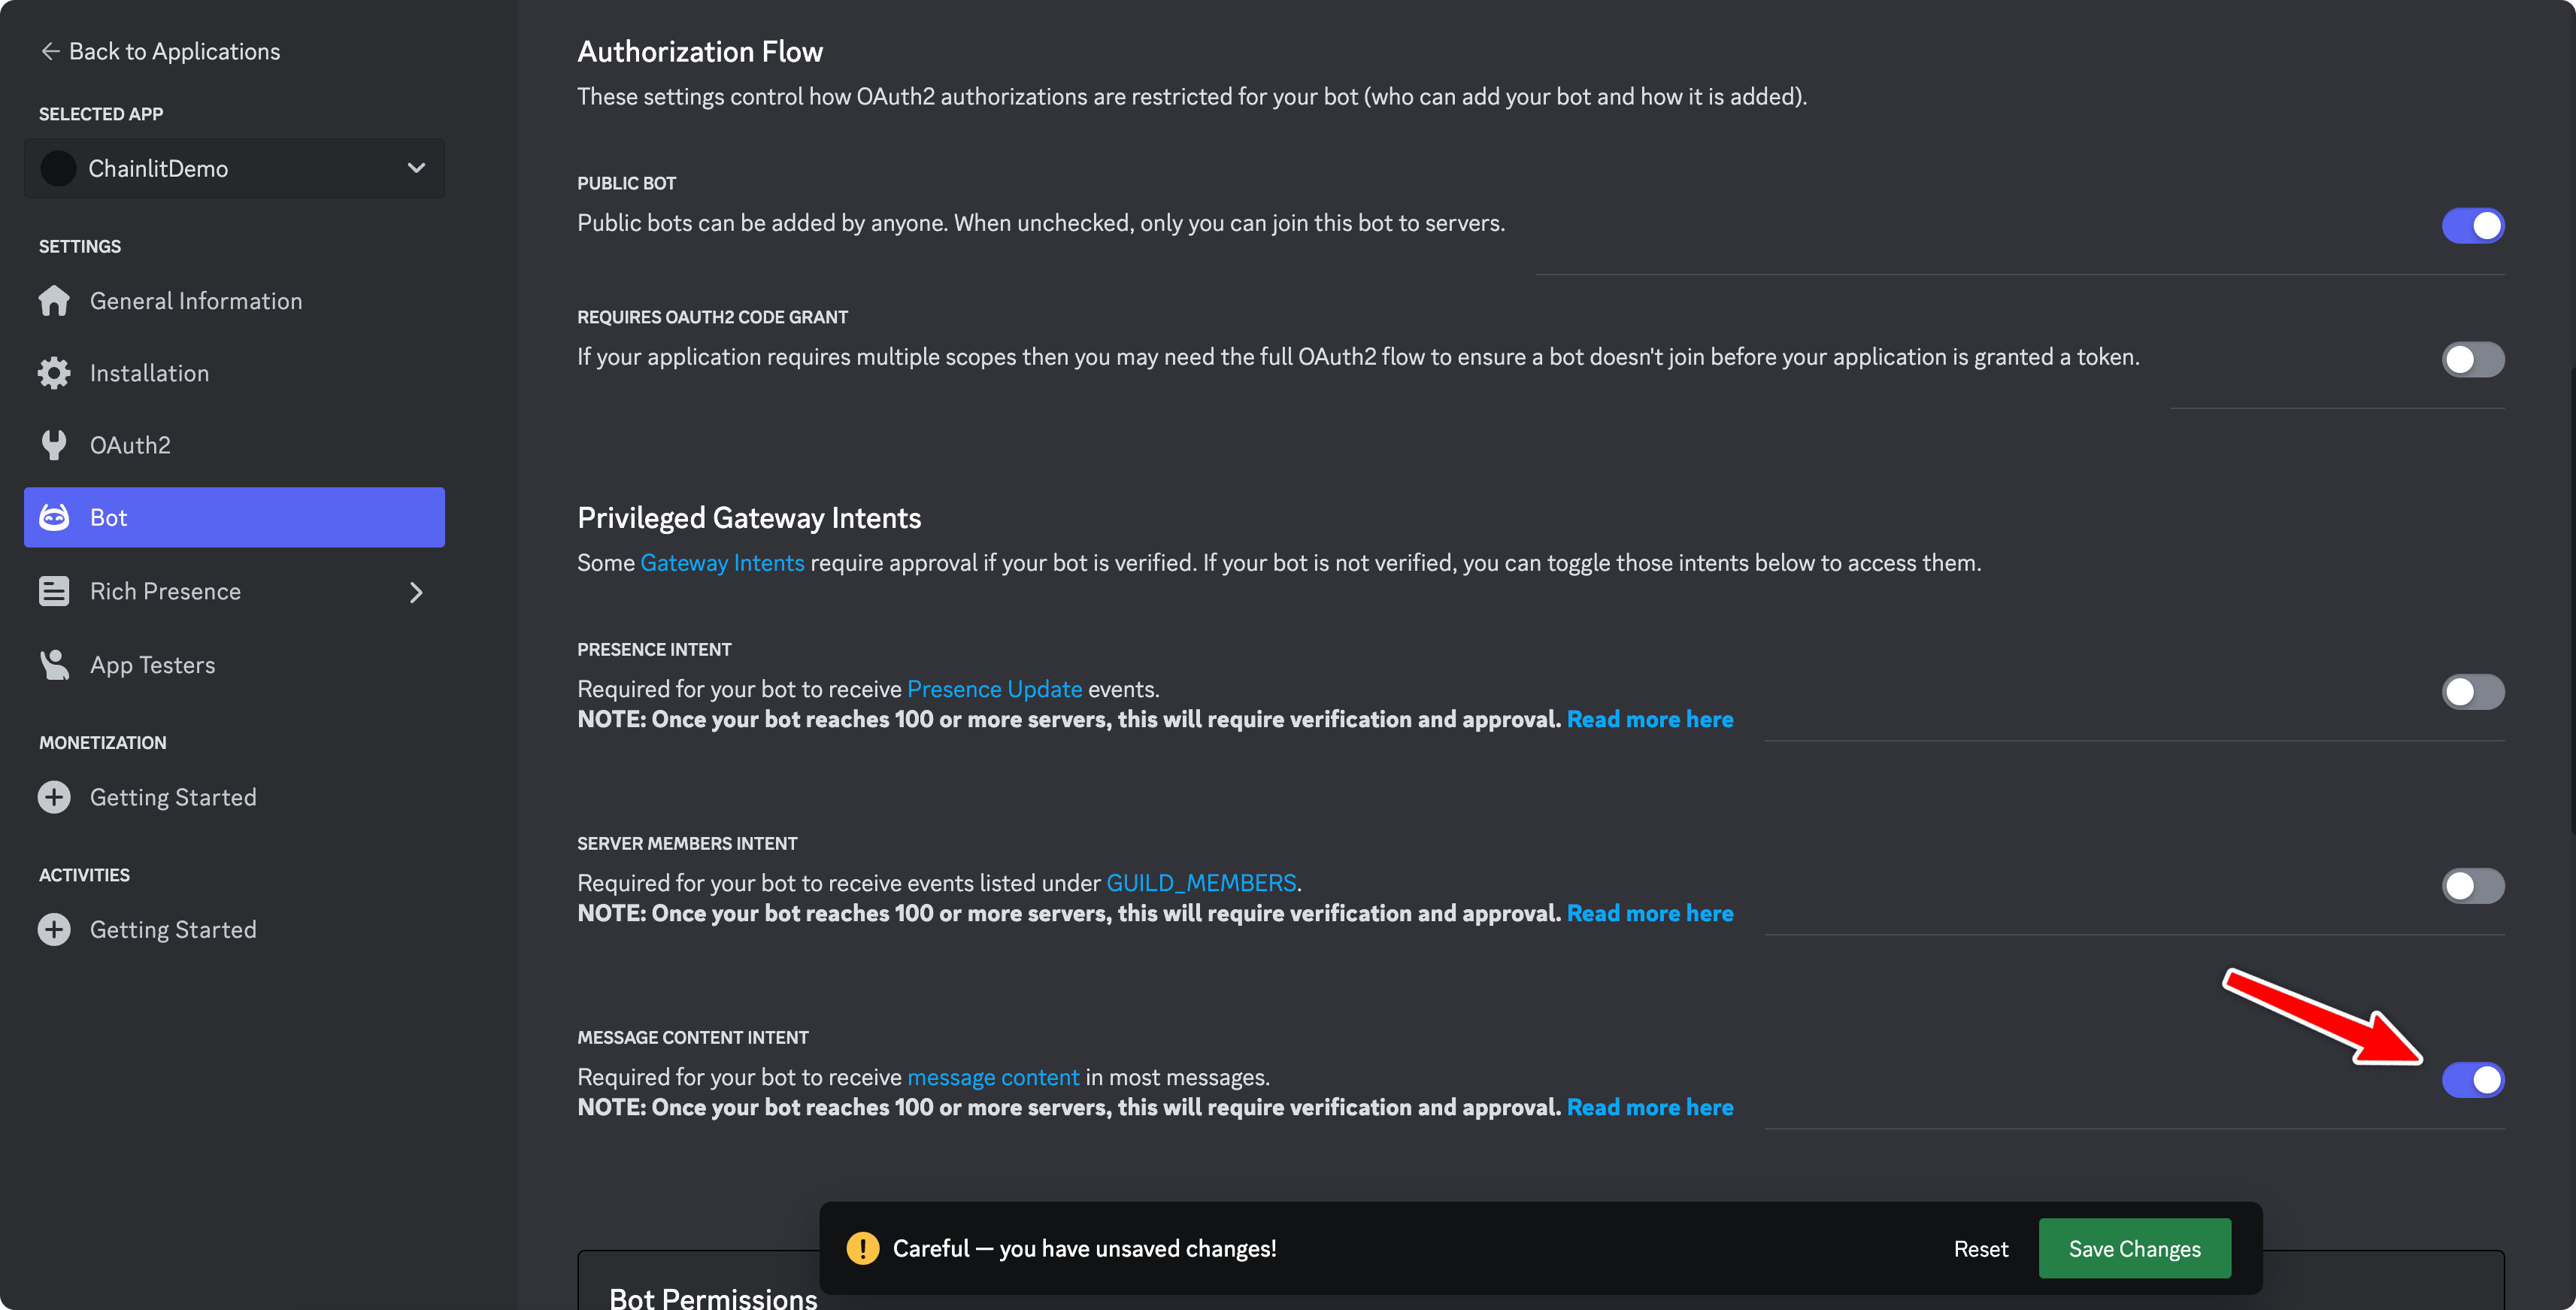 Back to Applications
SELECTED APP
ChainlitDemo
SETTINGS
General Information
Installation
OAuth2
Bot
Rich Presence
App Testers
MONETIZATION
Getting Started
ACTIVITIES
Getting Started
Authorization Flow
These settings control how OAuth2 authorizations are restricted for your bot (who can add your bot and how it is added).
PUBLIC BOT
Public bots can be added by anyone. When unchecked, only you can join this bot to servers.
REQUIRES OAUTH2 CODE GRANT
If your application requires multiple scopes then you may need the full OAuth2 flow to ensure a bot doesn't join before your application is granted a token.
Privileged Gateway Intents
Some Gateway Intents require approval if your bot is verified. If your bot is not verified, you can toggle those intents below to access them.
PRESENCE INTENT
Required for your bot to receive Presence Update events.
NOTE: Once your bot reaches 100 or more servers, this will require verification and approval. Read more here
SERVER MEMBERS INTENT
Required for your bot to receive events listed under GUILD_MEMBERS.
NOTE: Once your bot reaches 100 or more servers, this will require verification and approval. Read more here
MESSAGE CONTENT INTENT
Required for your bot to receive message content in most messages.
NOTE: Once your bot reaches 100 or more servers, this will require verification and approval. Read more here
Careful — you have unsaved changes!
Reset
Save Changes
Bot Permissions